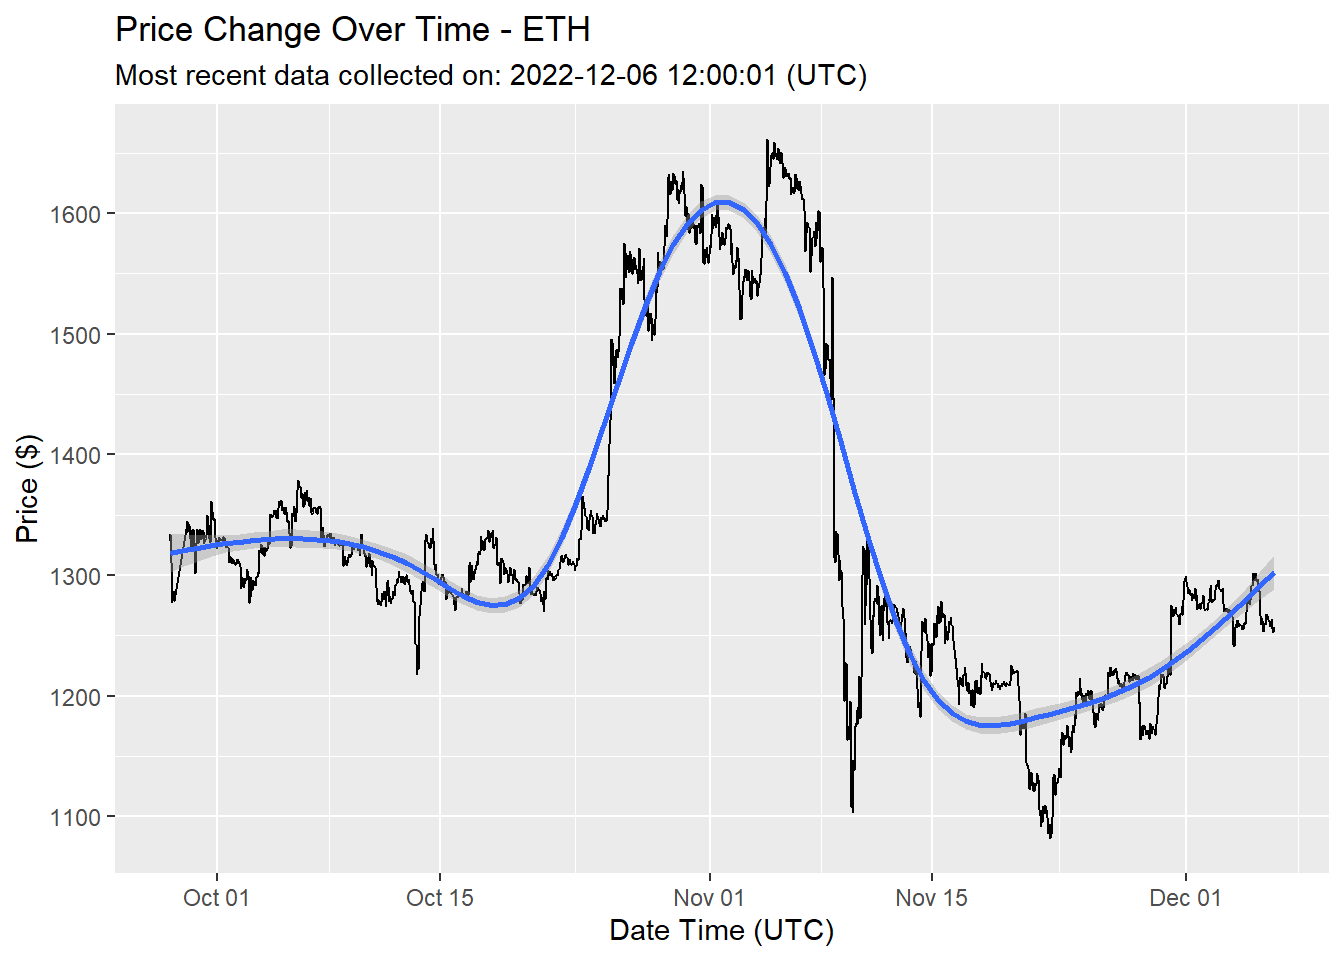 Price Change Over Time - ETH
Most recent data collected on: 2022-12-06 12:00:01 (UTC)
Price ($)
1600
1500
1400
1300
1200
1100
Oct 01
Oct 15
Nov 01
Nov 15
Dec 01
Date Time (UTC)